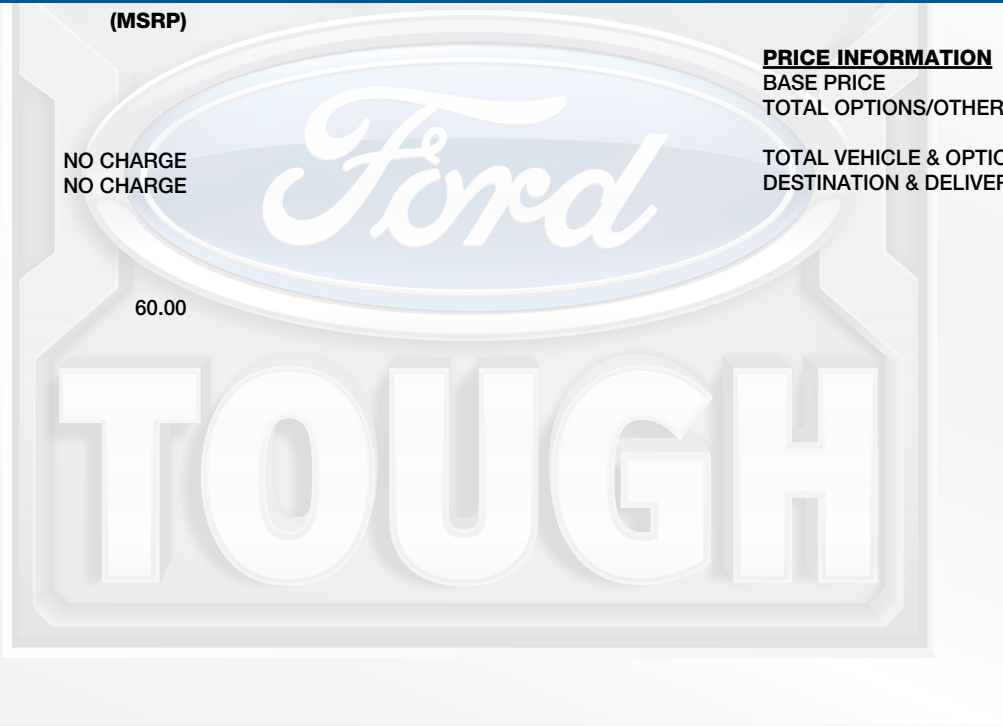 (MSRP)
NO CHARGE
NO CHARGE
60.00
PRICE INFORMATION
BASE PRICE
TOTAL OPTIONS/OTHER
TOTAL VEHICLE & OPTIO
DESTINATION & DELIVER
Ford
TOUGH